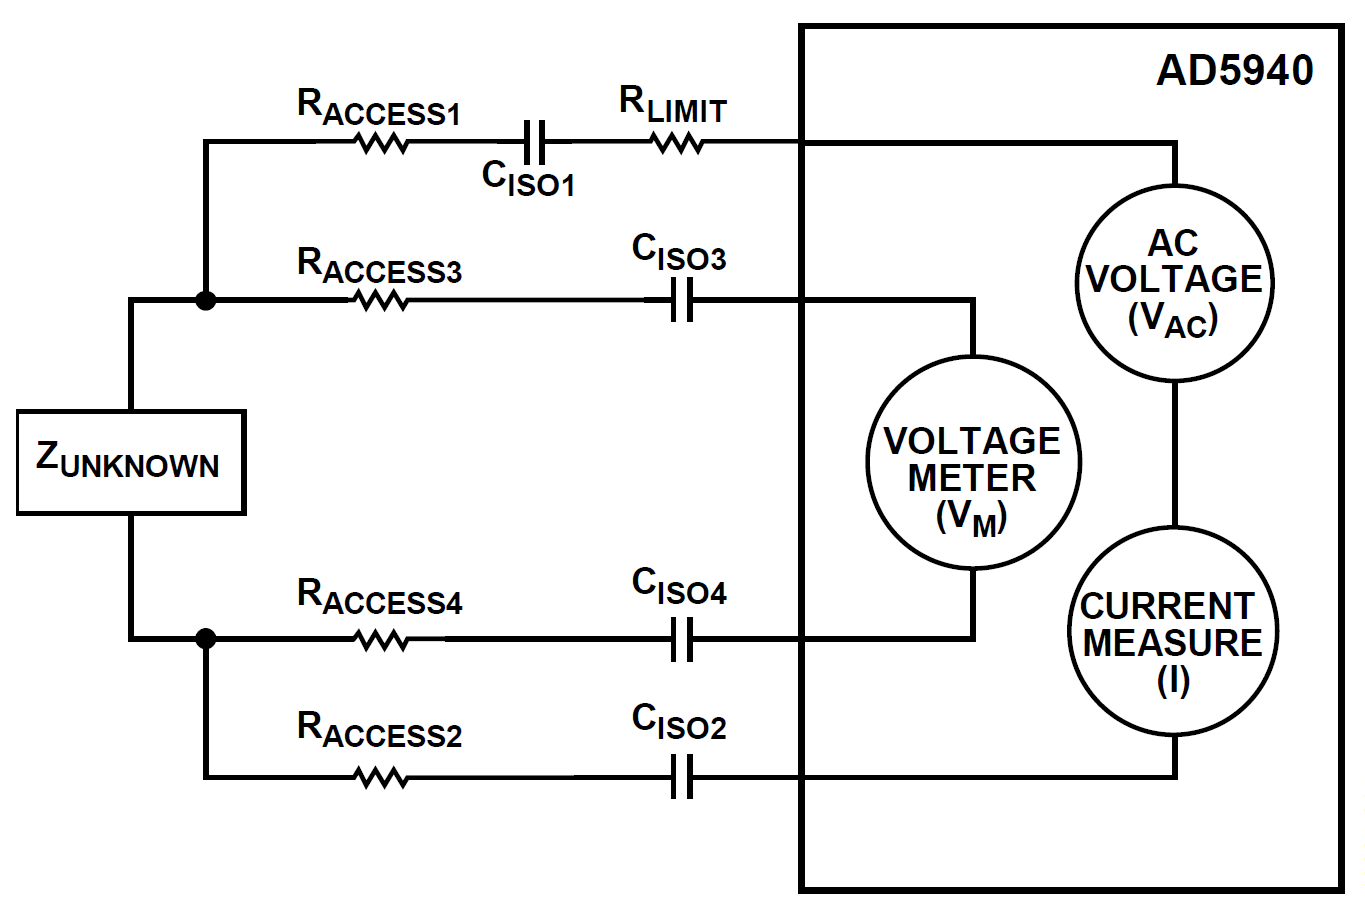 AD5940
RACCESS1
RLIMIT
CISO1
RACCESS3
CISO3
AC
VOLTAGE
(VAC)
ZUNKNOWN
VOLTAGE
METER
(VM)
RACCESS4
CISO4
CURRENT
MEASURE
(I)
RACCESS2
CISO2